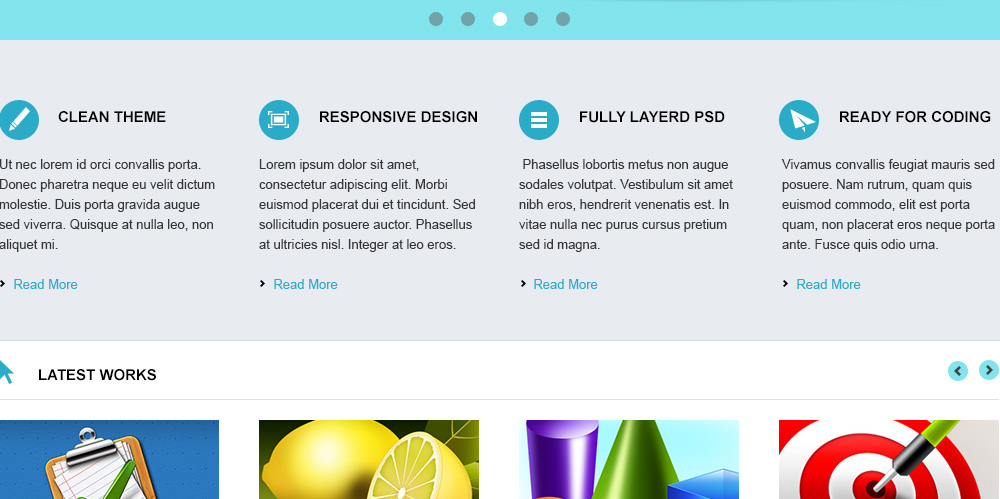 CLEAN THEME
Ut nec lorem id orci convallis porta.
Donec pharetra neque eu velit dictum
molestie. Duis porta gravida augue
sed viverra. Quisque at nulla leo, non
aliquet mi.
Read More
RESPONSIVE DESIGN
Lorem ipsum dolor sit amet,
consectetur adipiscing elit. Morbi
euismod placerat dui et tincidunt. Sed
sollicitudin posuere auctor. Phasellus
at ultricies nisl. Integer at leo eros.
Read More
FULLY LAYERD PSD
Phasellus lobortis metus non augue
sodales volutpat. Vestibulum sit amet
nibh eros, hendrerit venenatis est. In
vitae nulla nec purus cursus pretium
sed id magna.
Read More
READY FOR CODING
Vivamus convallis feugiat mauris sed
posuere. Nam rutrum, quam quis
euismod commodo, elit est porta
quam, non placerat eros neque porta
ante. Fusce quis odio urna.
Read More
LATEST WORKS